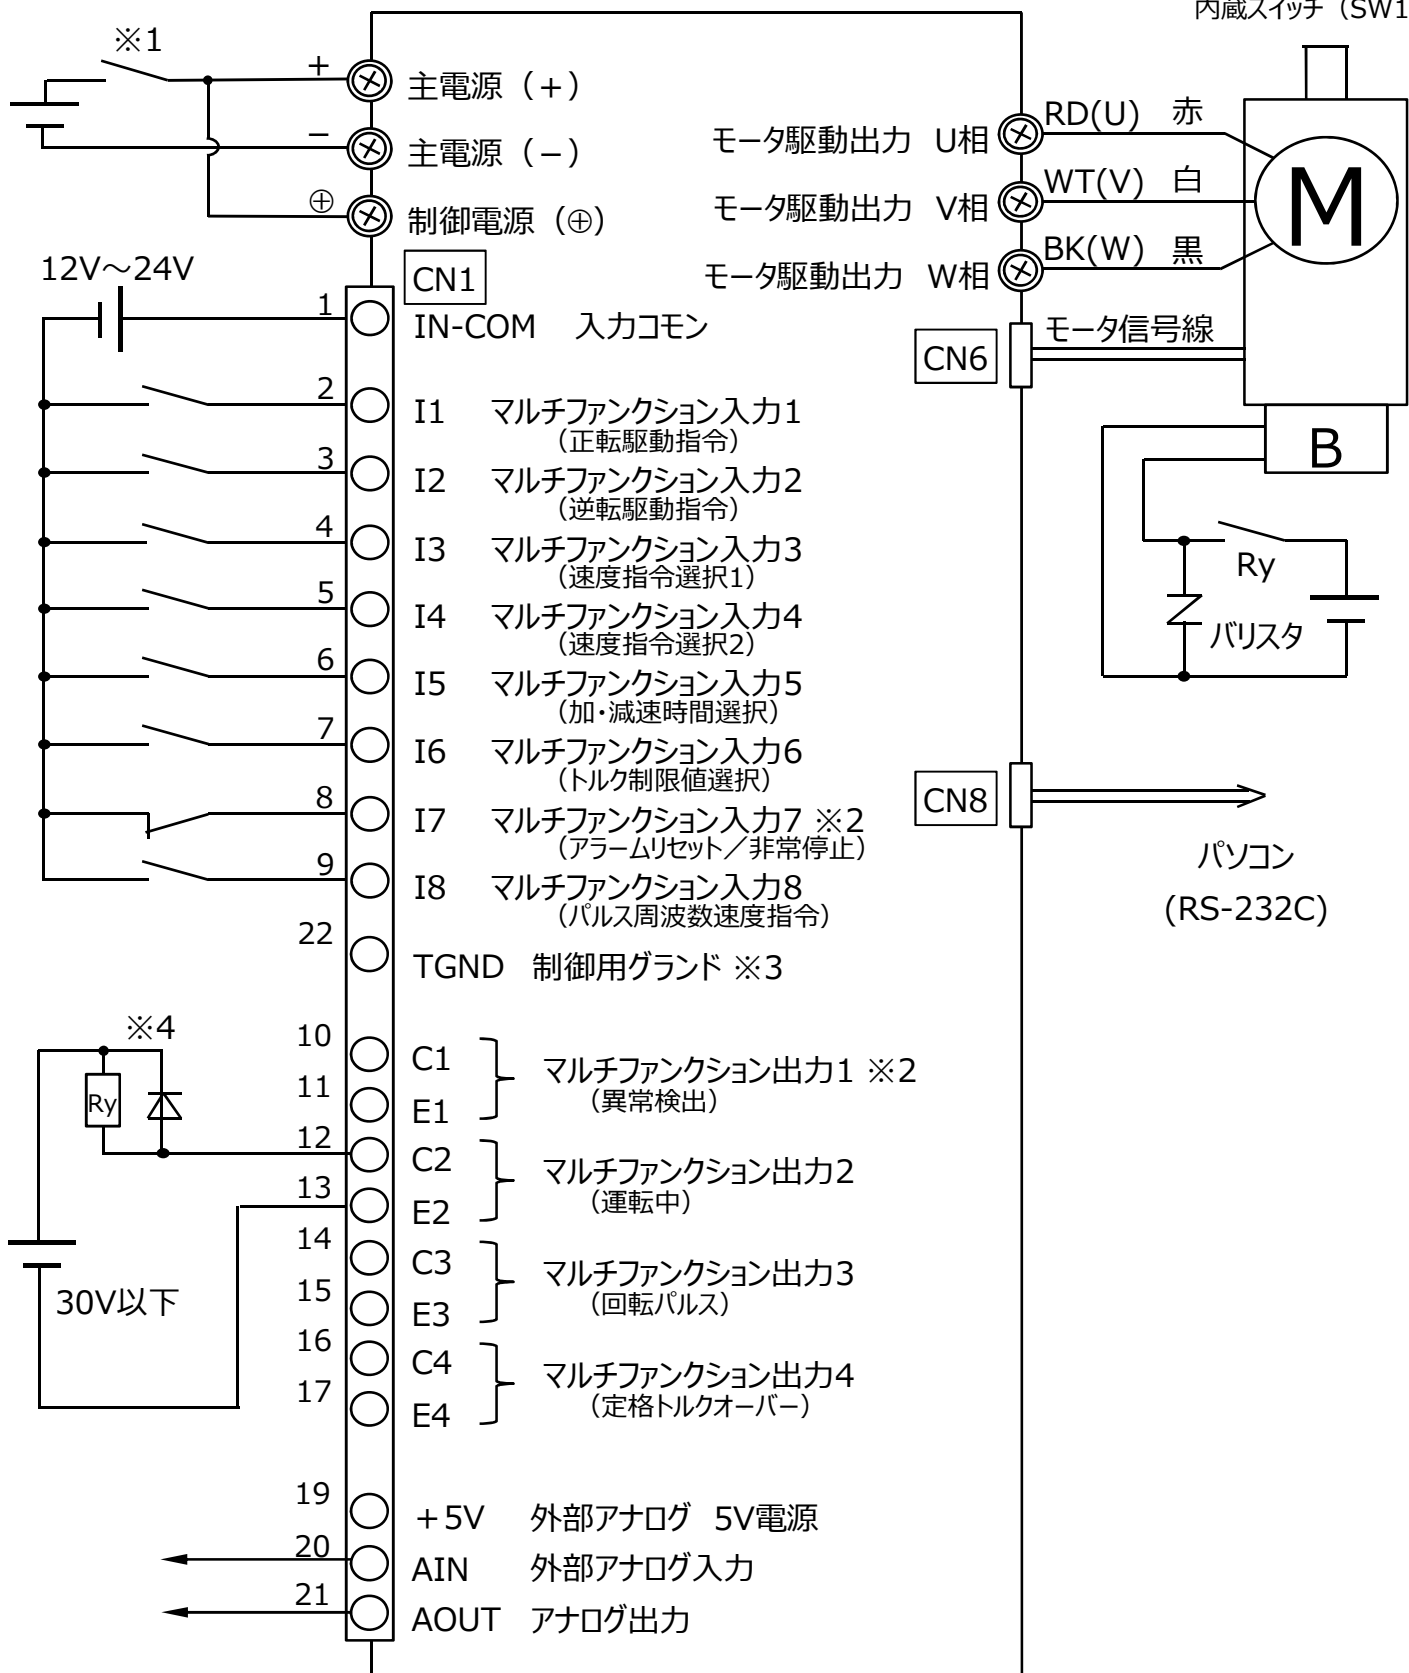 内蔵スイッチ（SW1
※1
+
主電源（+）
−
主電源（−）
⊕
制御電源（⊕）
モータ駆動出力 U相
RD(U) 赤
モータ駆動出力 V相
WT(V) 白
モータ駆動出力 W相
BK(W) 黒
M
12V～24V
CN1
1
IN-COM 入力コモン
CN6
モータ信号線
B
2
I1 マルチファンクション入力1
（正転駆動指令）
3
I2 マルチファンクション入力2
（逆転駆動指令）
4
I3 マルチファンクション入力3
（速度指令選択1）
5
I4 マルチファンクション入力4
（速度指令選択2）
6
I5 マルチファンクション入力5
（加・減速時間選択）
7
I6 マルチファンクション入力6
（トルク制限値選択）
8
I7 マルチファンクション入力7 ※2
（アラームリセット／非常停止）
9
I8 マルチファンクション入力8
（パルス周波数速度指令）
22
TGND 制御用グランド ※3
Ry
バリスタ
CN8
パソコン
(RS-232C)
※4
Ry
30V以下
10
C1
11
E1
マルチファンクション出力1 ※2
（異常検出）
12
C2
13
E2
マルチファンクション出力2
（運転中）
14
C3
15
E3
マルチファンクション出力3
（回転パルス）
16
C4
17
E4
マルチファンクション出力4
（定格トルクオーバー）
19
+5V 外部アナログ 5V電源
20
AIN 外部アナログ入力
21
AOUT アナログ出力